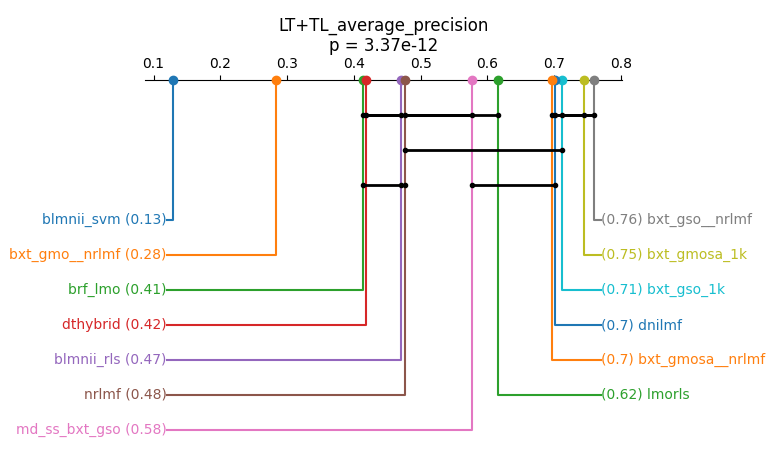 LT+TL_average_precision
p = 3.37e-12
0.1 0.2 0.3 0.4 0.5 0.6 0.7 0.8
blmnii_svm (0.13) (0.76) bxt_gso__nrlmf
bxt_gmo__nrlmf (0.28) (0.75) bxt_gmosa_1k
brf_lmo (0.41) (0.71) bxt_gso_1k
dthybrid (0.42) (0.7) dnilmf
blmnii_rls (0.47) (0.7) bxt_gmosa__nrlmf
nrlmf (0.48) (0.62) lmorls
md_ss_bxt_gso (0.58)